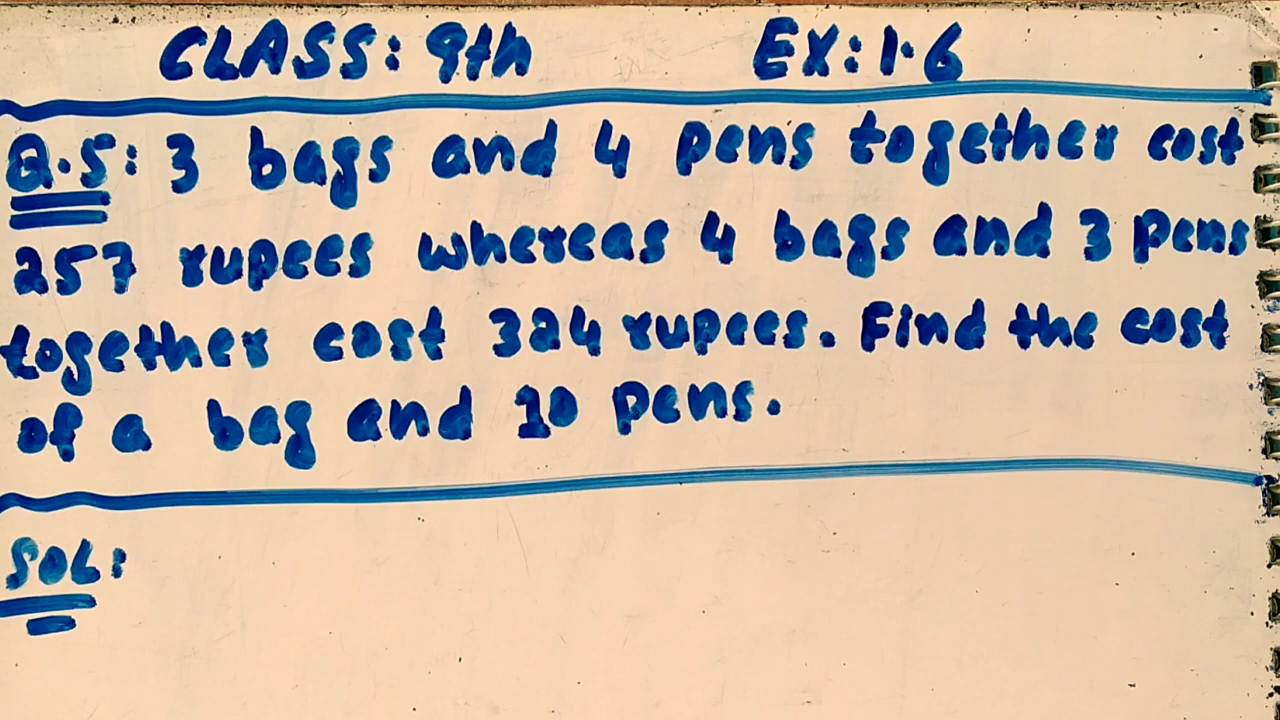 CLASS: 9th EX: 1.6
Q.5: 3 bags and 4 pens together cost
257 rupees whereas 4 bags and 3 pens
together cost 324 rupees. Find the cost
of a bag and 10 pens.
SOL: